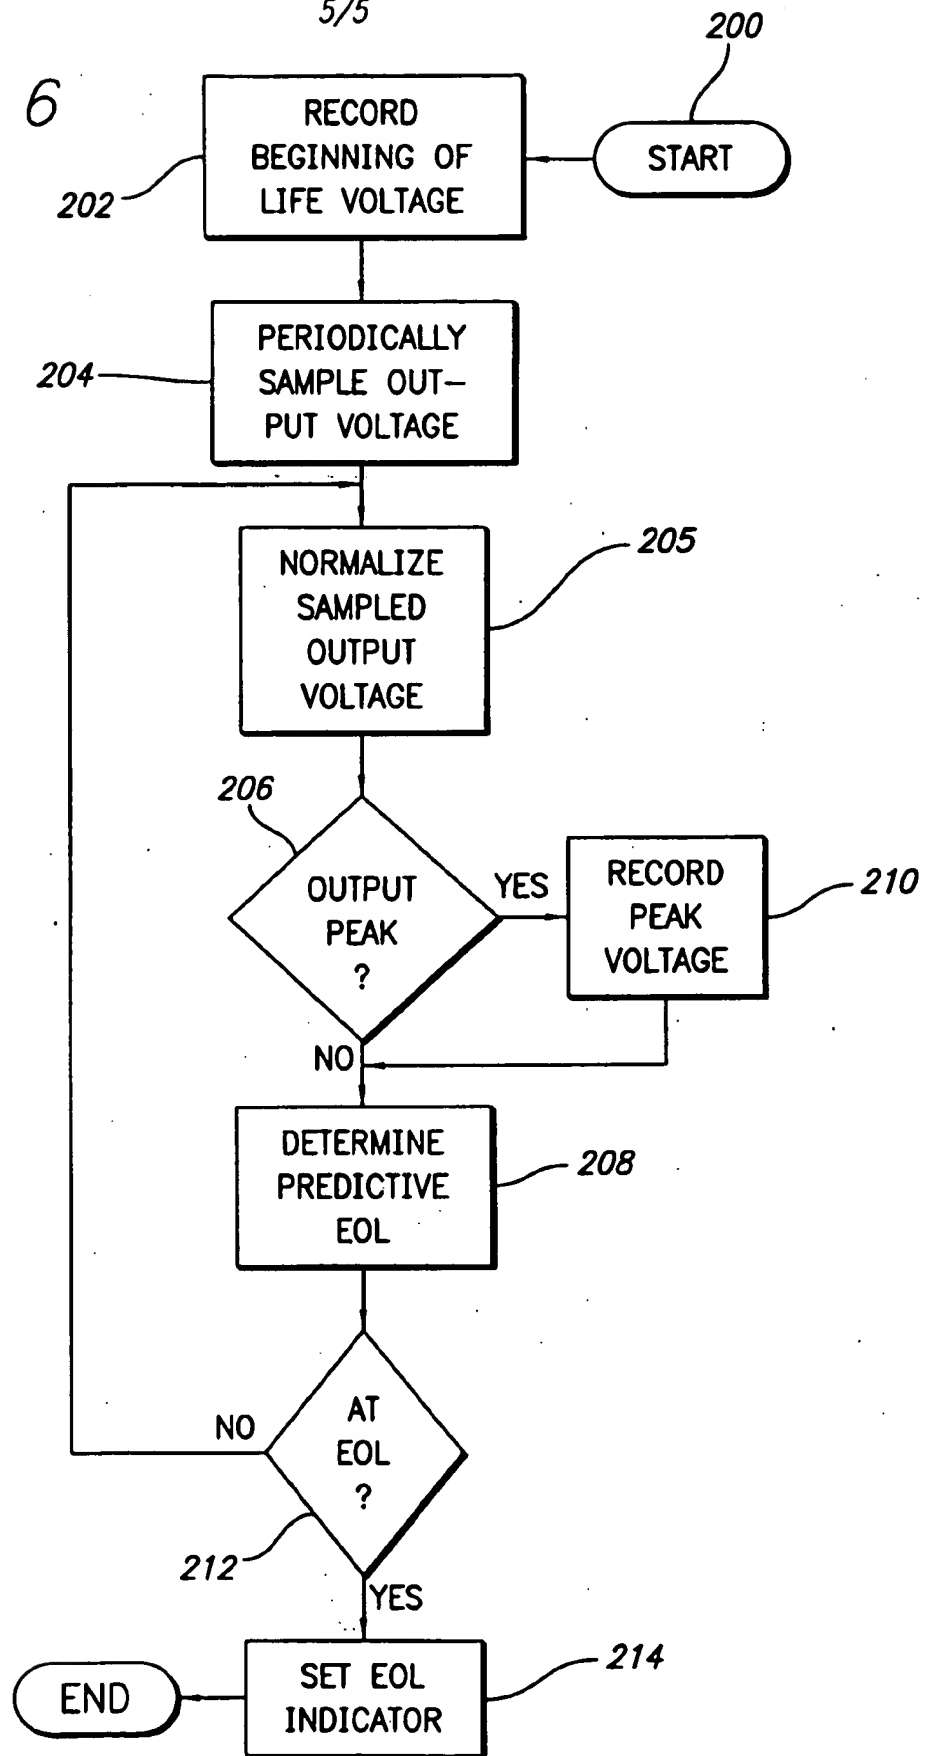 5/5
200
6
RECORD
BEGINNING OF
LIFE VOLTAGE
START
202
PERIODICALLY
SAMPLE OUT-
PUT VOLTAGE
204
NORMALIZE
SAMPLED
OUTPUT
VOLTAGE
205
206
OUTPUT
PEAK
?
YES
RECORD
PEAK
VOLTAGE
210
NO
DETERMINE
PREDICTIVE
EOL
208
AT
EOL
?
NO
212
YES
SET EOL
INDICATOR
214
END